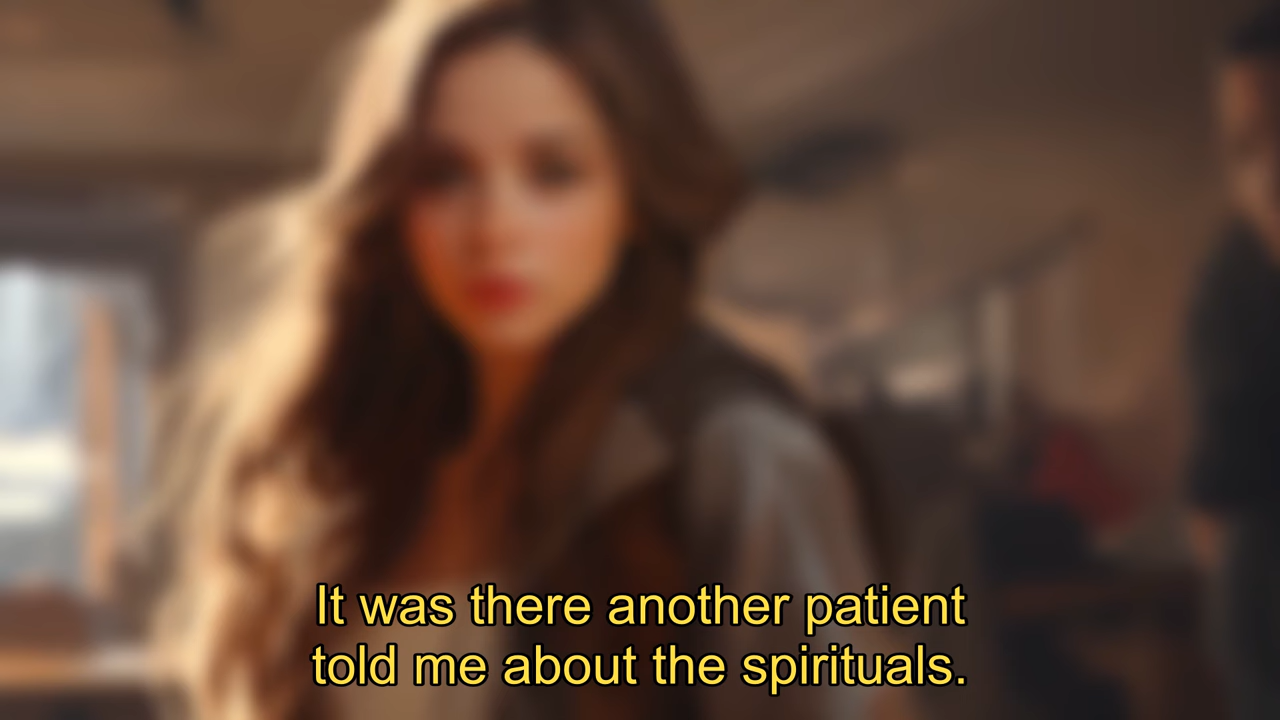 It was there another patient
told me about the spirituals.